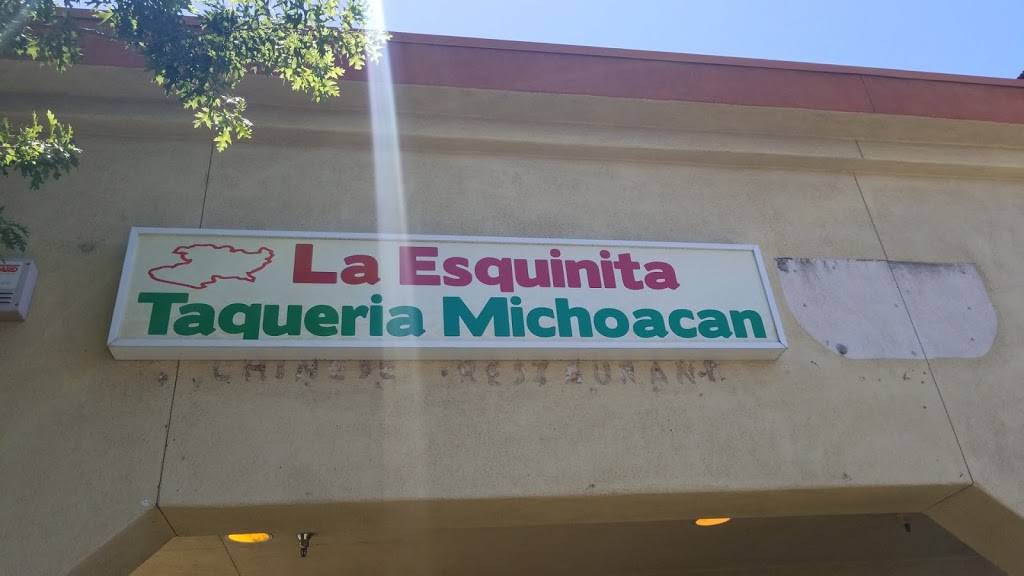 La Esquinita
Taqueria Michoacan
CHINESE RESTAURANT